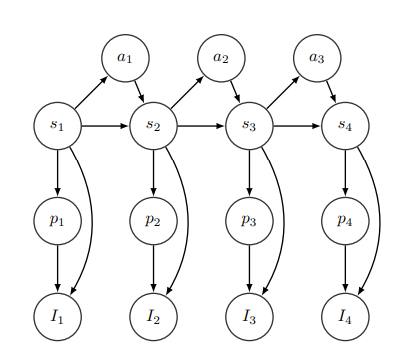 a₁ a₂ a₃
s₁ s₂ s₃ s₄
p₁ p₂ p₃ p₄
I₁ I₂ I₃ I₄